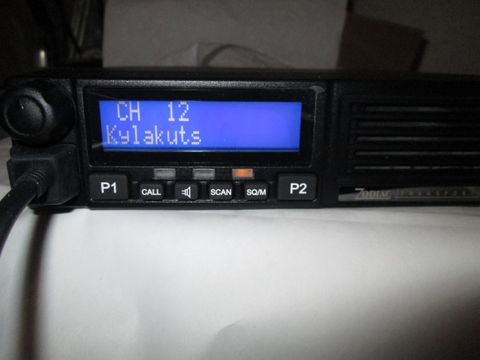 CH 12
Kylakuts
P1
CALL
SCAN
SQ/M
P2
ZODIAC